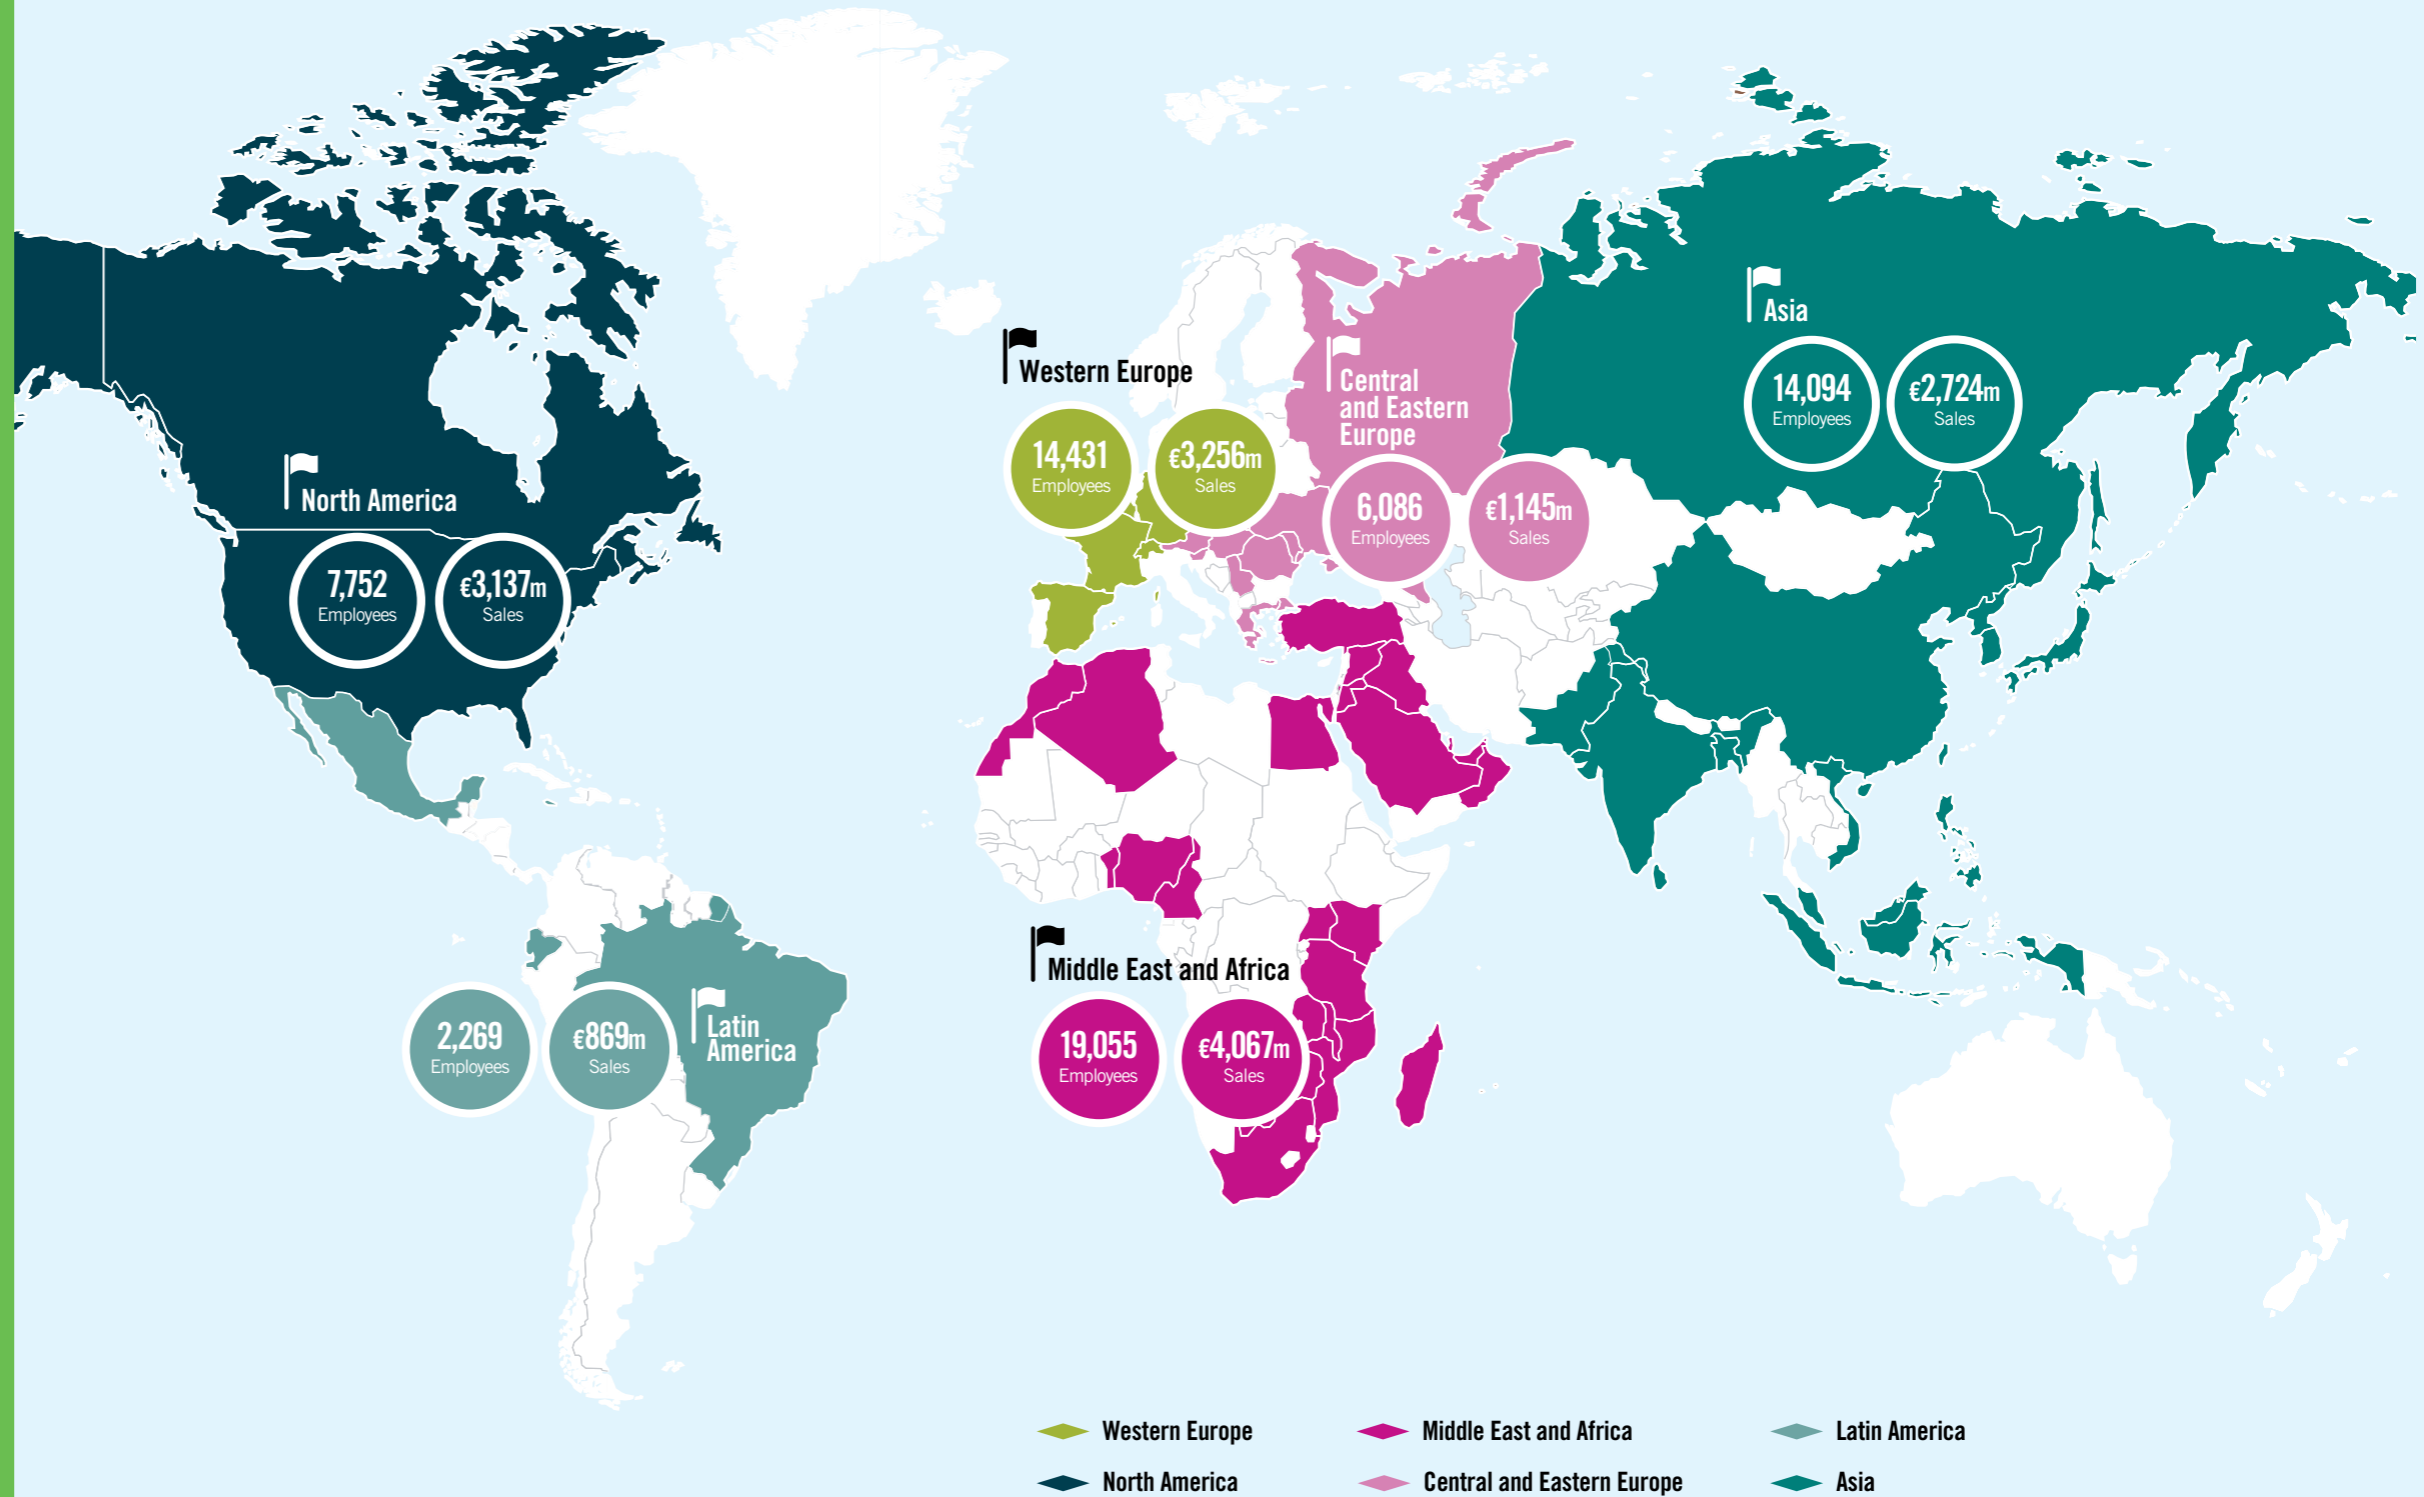 Asia
14,094
Employees
€2,724m
Sales
Western Europe
14,431
Employees
€3,256m
Sales
Central
and Eastern
Europe
6,086
Employees
€1,145m
Sales
North America
7,752
Employees
€3,137m
Sales
Middle East and Africa
19,055
Employees
€4,067m
Sales
Latin
America
2,269
Employees
€869m
Sales
Western Europe
Middle East and Africa
Latin America
North America
Central and Eastern Europe
Asia